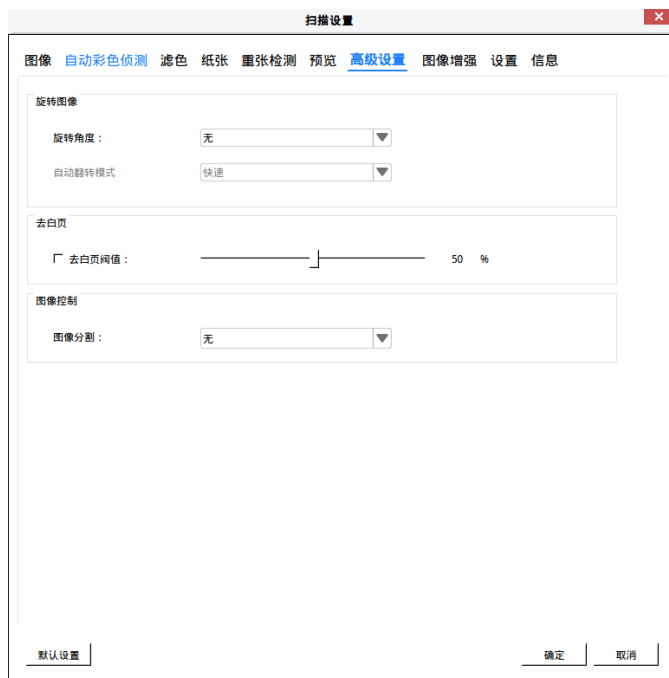 扫描设置
图像 自动彩色侦测 滤色 纸张 重张检测 预览 高级设置 图像增强 设置 信息
旋转图像
旋转角度： 无
自动翻转模式 快速
去白页
去白页阀值： 50 %
图像控制
图像分割： 无
默认设置 确定 取消